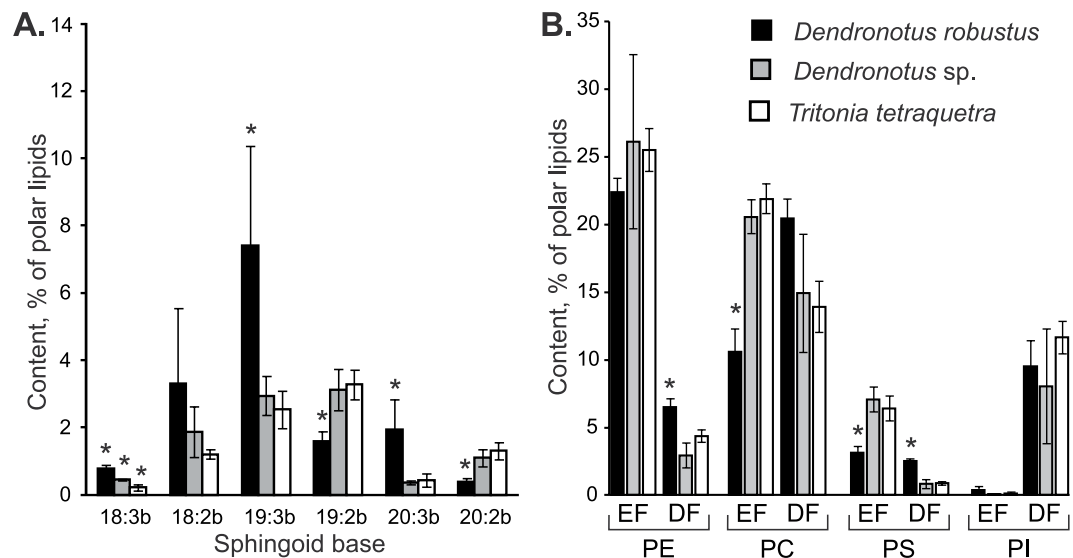 A.
Content, % of polar lipids
14
12
10
8
6
4
2
0
* * * * * * *
18:3b 18:2b 19:3b 19:2b 20:3b 20:2b
Sphingoid base
B.
Content, % of polar lipids
35
30
25
20
15
10
5
0
Dendronotus robustus
Dendronotus sp.
Tritonia tetraquetra
* * * *
EF DF EF DF EF DF EF DF
PE PC PS PI